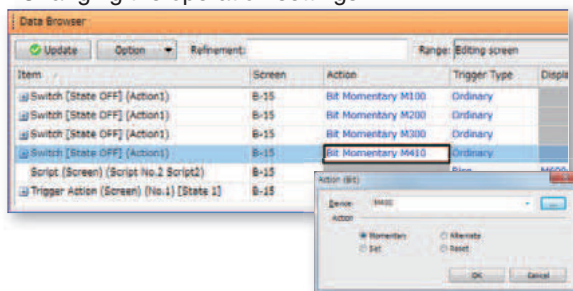 Changing the operation settings
Data Browser
Update Option Refinement: Range: Editing screen
Item Screen Action Trigger Type Displa
Switch [State OFF] (Action1) B-15 Bit Momentary M100 Ordinary
Switch [State OFF] (Action1) B-15 Bit Momentary M200 Ordinary
Switch [State OFF] (Action1) B-15 Bit Momentary M300 Ordinary
Switch [State OFF] (Action1) B-15 Bit Momentary M410 Ordinary
Script (Screen) (Script No.2 Script2) B-15
Trigger Action (Screen) (No.1) [State 1] B-15
Action (Bit)
Device: M400 ...
Action
Momentary Alternate
Set Reset
OK Cancel